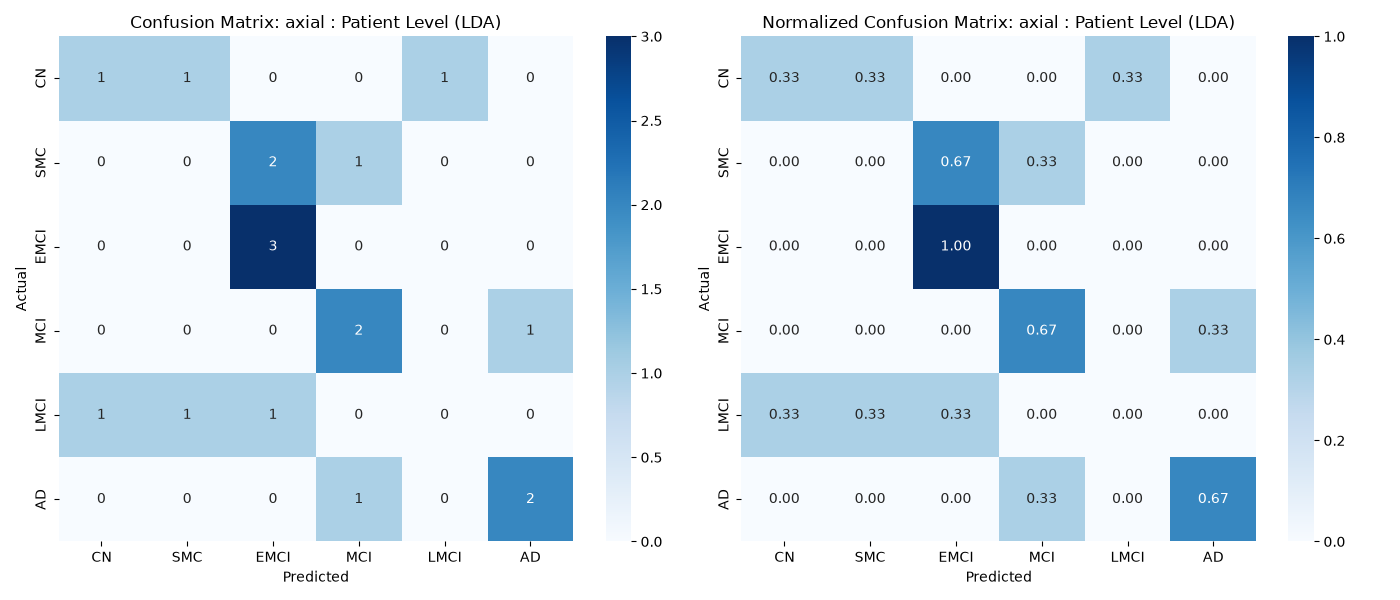 Confusion Matrix: axial : Patient Level (LDA)
CN 1 1 0 0 1 0
SMC 0 0 2 1 0 0
EMCI 0 0 3 0 0 0
MCI 0 0 0 2 0 1
LMCI 1 1 1 0 0 0
AD 0 0 0 1 0 2
Actual
CN SMC EMCI MCI LMCI AD
Predicted
3.0
2.5
2.0
1.5
1.0
0.5
0.0
Normalized Confusion Matrix: axial : Patient Level (LDA)
CN 0.33 0.33 0.00 0.00 0.33 0.00
SMC 0.00 0.00 0.67 0.33 0.00 0.00
EMCI 0.00 0.00 1.00 0.00 0.00 0.00
MCI 0.00 0.00 0.00 0.67 0.00 0.33
LMCI 0.33 0.33 0.33 0.00 0.00 0.00
AD 0.00 0.00 0.00 0.33 0.00 0.67
Actual
CN SMC EMCI MCI LMCI AD
Predicted
1.0
0.8
0.6
0.4
0.2
0.0